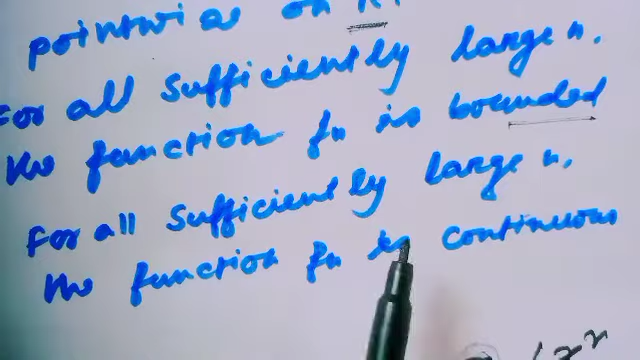 pointwise on R.
For all sufficiently large n,
the function fn is bounded
For all sufficiently large n,
the function fn is continuous